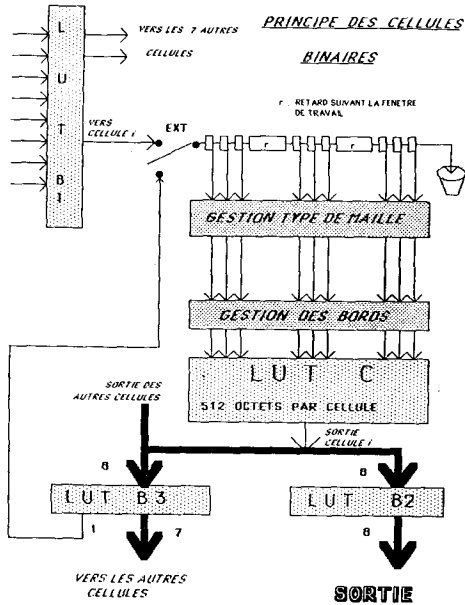 PRINCIPE DES CELLULES
BINAIRES
L
U
T
B1
VERS LES 7 AUTRES
CELLULES
VERS
CELLULE i
EXT
r . RETARD SUIVANT LA FENETRE
DE TRAVAIL
r
r
GESTION TYPE DE MAILLE
GESTION DES BORDS
LUT C
512 OCTETS PAR CELLULE
SORTIE DES
AUTRES CELLULES
SORTIE
CELLULE i
8
8
LUT B3
LUT B2
1
7
8
VERS LES AUTRES
CELLULES
SORTIE